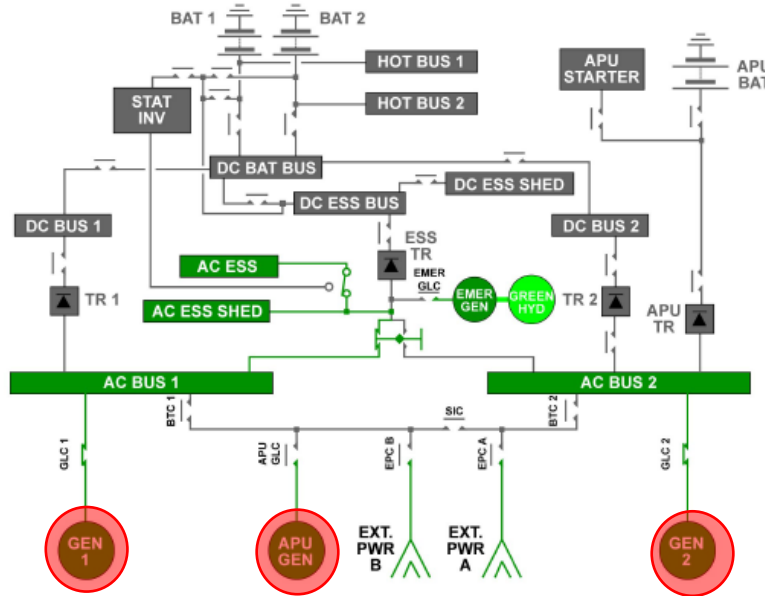 BAT 1
BAT 2
HOT BUS 1
HOT BUS 2
APU
STARTER
APU
BAT
STAT
INV
DC BAT BUS
DC ESS SHED
DC ESS BUS
DC BUS 1
DC BUS 2
ESS
TR
AC ESS
EMER
GLC
EMER
GEN
GREEN
HYD
TR 1
TR 2
AC ESS SHED
APU
TR
AC BUS 1
AC BUS 2
BTC 1
SIC
BTC 2
GLC 1
APU
GLC
EPC B
EPC A
GLC 2
GEN
1
APU
GEN
EXT.
PWR
B
EXT.
PWR
A
GEN
2